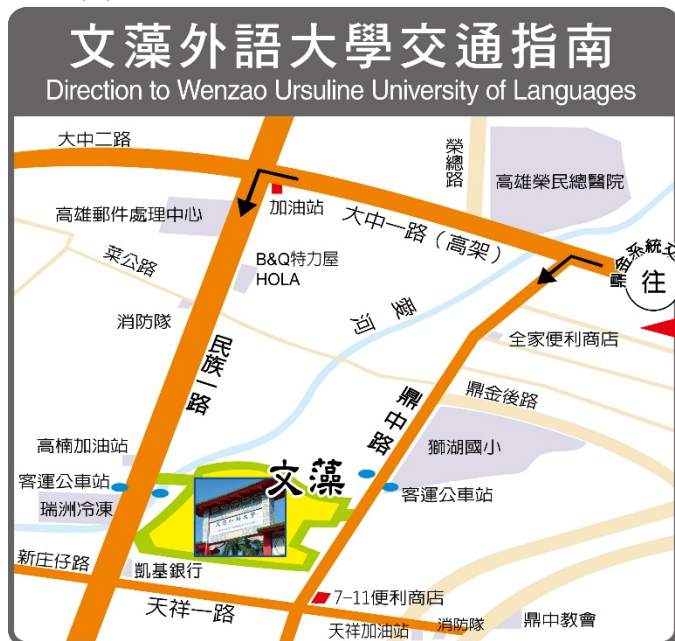 文藻外語大學交通指南
Direction to Wenzao Ursuline University of Languages
大中二路
榮總路
高雄榮民總醫院
高雄郵件處理中心
加油站
大中一路（高架）
鼎金系統交
往
菜公路
B&Q特力屋
HOLA
愛河
消防隊
民族一路
全家便利商店
鼎中路
鼎金後路
高楠加油站
獅湖國小
文藻
客運公車站
客運公車站
瑞洲冷凍
新庄仔路
凱基銀行
天祥一路
7-11便利商店
天祥加油站
消防隊
鼎中教會